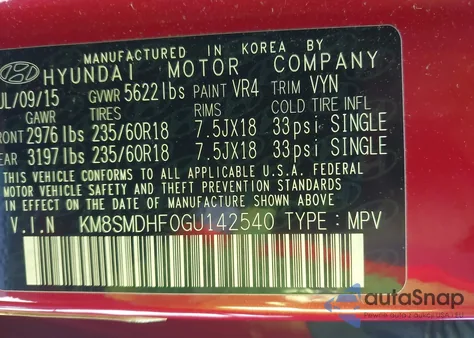 MANUFACTURED IN KOREA BY
HYUNDAI MOTOR COMPANY
UL/09/15 GVWR 5622lbs PAINT VR4 TRIM VYN
GAWR TIRES RIMS COLD TIRE INFL
RONT 2976lbs 235/60R18 7.5JX18 33psi SINGLE
EAR 3197lbs 235/60R18 7.5JX18 33psi SINGLE
THIS VEHICLE CONFORMS TO ALL APPLICABLE U.S.A. FEDERAL
MOTOR VEHICLE SAFETY AND THEFT PREVENTION STANDARDS
IN EFFECT ON THE DATE OF MANUFACTURE SHOWN ABOVE.
V.I.N KM8SMDHF0GU142540 TYPE : MPV
autoSnap